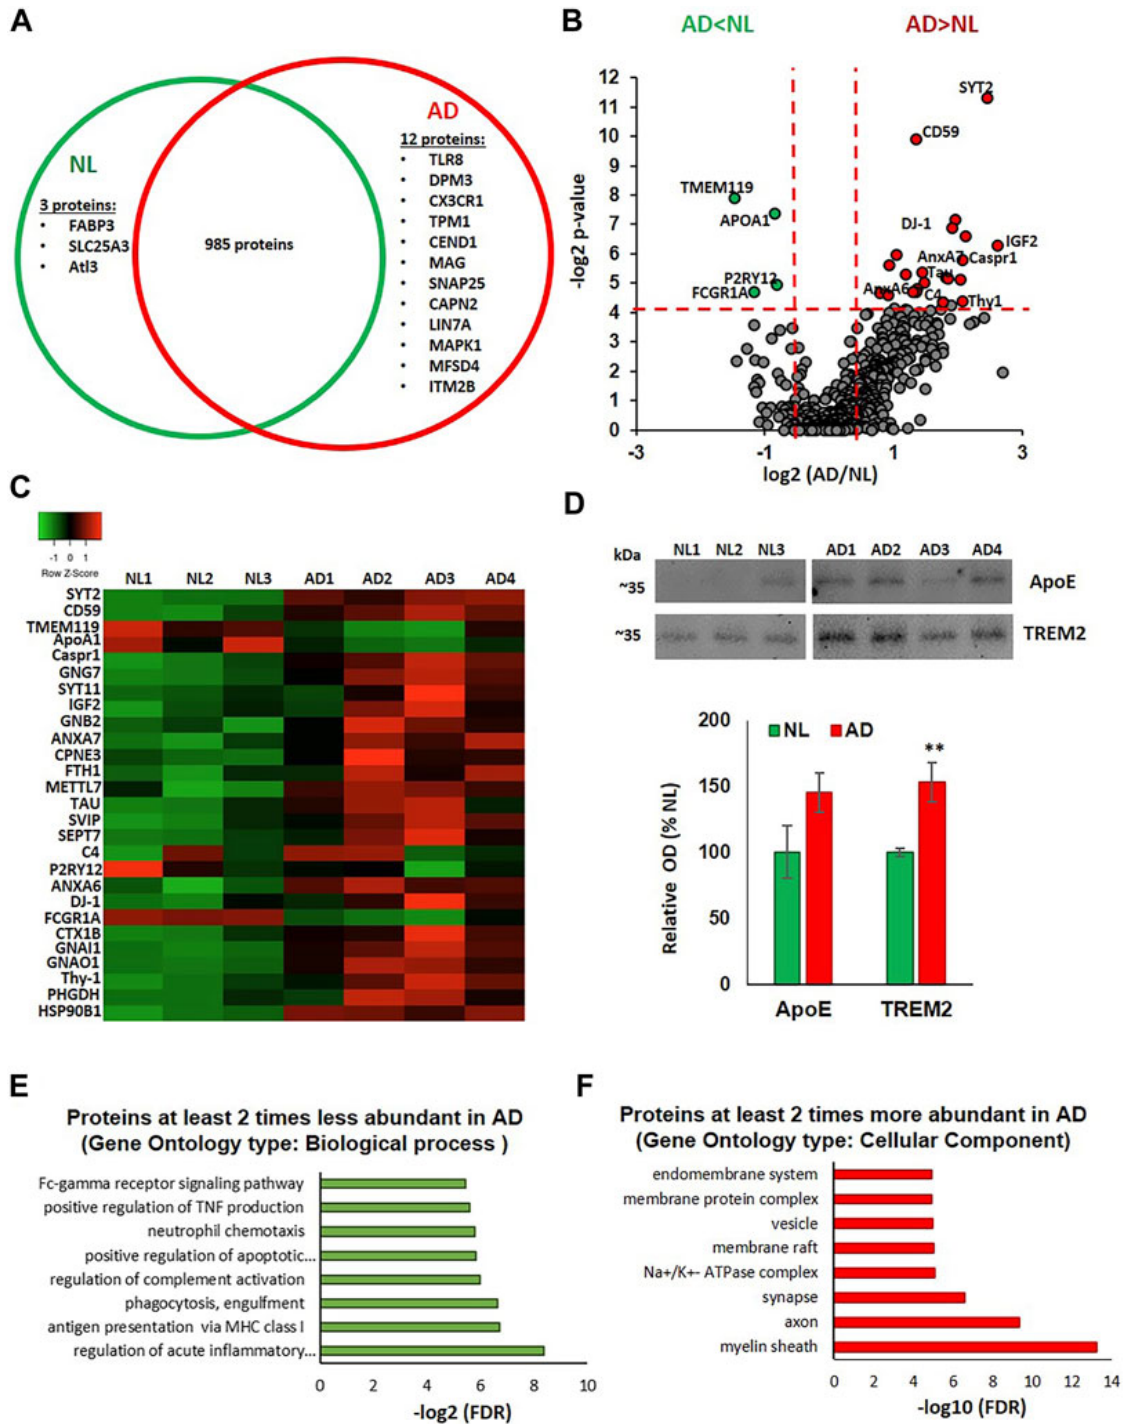 A
NL
3 proteins:
• FABP3
• SLC25A3
• Atl3
985 proteins
AD
12 proteins:
• TLR8
• DPM3
• CX3CR1
• TPM1
• CEND1
• MAG
• SNAP25
• CAPN2
• LIN7A
• MAPK1
• MFSD4
• ITM2B
B
AD<NL
AD>NL
-log2 p-value
12
11
10
9
8
7
6
5
4
3
2
1
0
SYT2
CD59
TMEM119
APOA1
DJ-1
IGF2
AnxA7
Caspr1
Tau
P2RY12
FCGR1A
AnxA6
C4
Thy1
-3
-1
1
3
log2 (AD/NL)
C
-1 0 1
Row Z-Score
NL1 NL2 NL3 AD1 AD2 AD3 AD4
SYT2
CD59
TMEM119
ApoA1
Caspr1
GNG7
SYT11
IGF2
GNB2
ANXA7
CPNE3
FTH1
METTL7
TAU
SVIP
SEPT7
C4
P2RY12
ANXA6
DJ-1
FCGR1A
CTX1B
GNAI1
GNAO1
Thy-1
PHGDH
HSP90B1
D
kDa NL1 NL2 NL3 AD1 AD2 AD3 AD4
~35 ApoE
~35 TREM2
Relative OD (% NL)
200
150
100
50
0
NL AD
**
ApoE TREM2
E
Proteins at least 2 times less abundant in AD
(Gene Ontology type: Biological process )
Fc-gamma receptor signaling pathway
positive regulation of TNF production
neutrophil chemotaxis
positive regulation of apoptotic...
regulation of complement activation
phagocytosis, engulfment
antigen presentation via MHC class I
regulation of acute inflammatory...
0 2 4 6 8 10
-log2 (FDR)
F
Proteins at least 2 times more abundant in AD
(Gene Ontology type: Cellular Component)
endomembrane system
membrane protein complex
vesicle
membrane raft
Na+/K+- ATPase complex
synapse
axon
myelin sheath
0 2 4 6 8 10 12 14
-log10 (FDR)